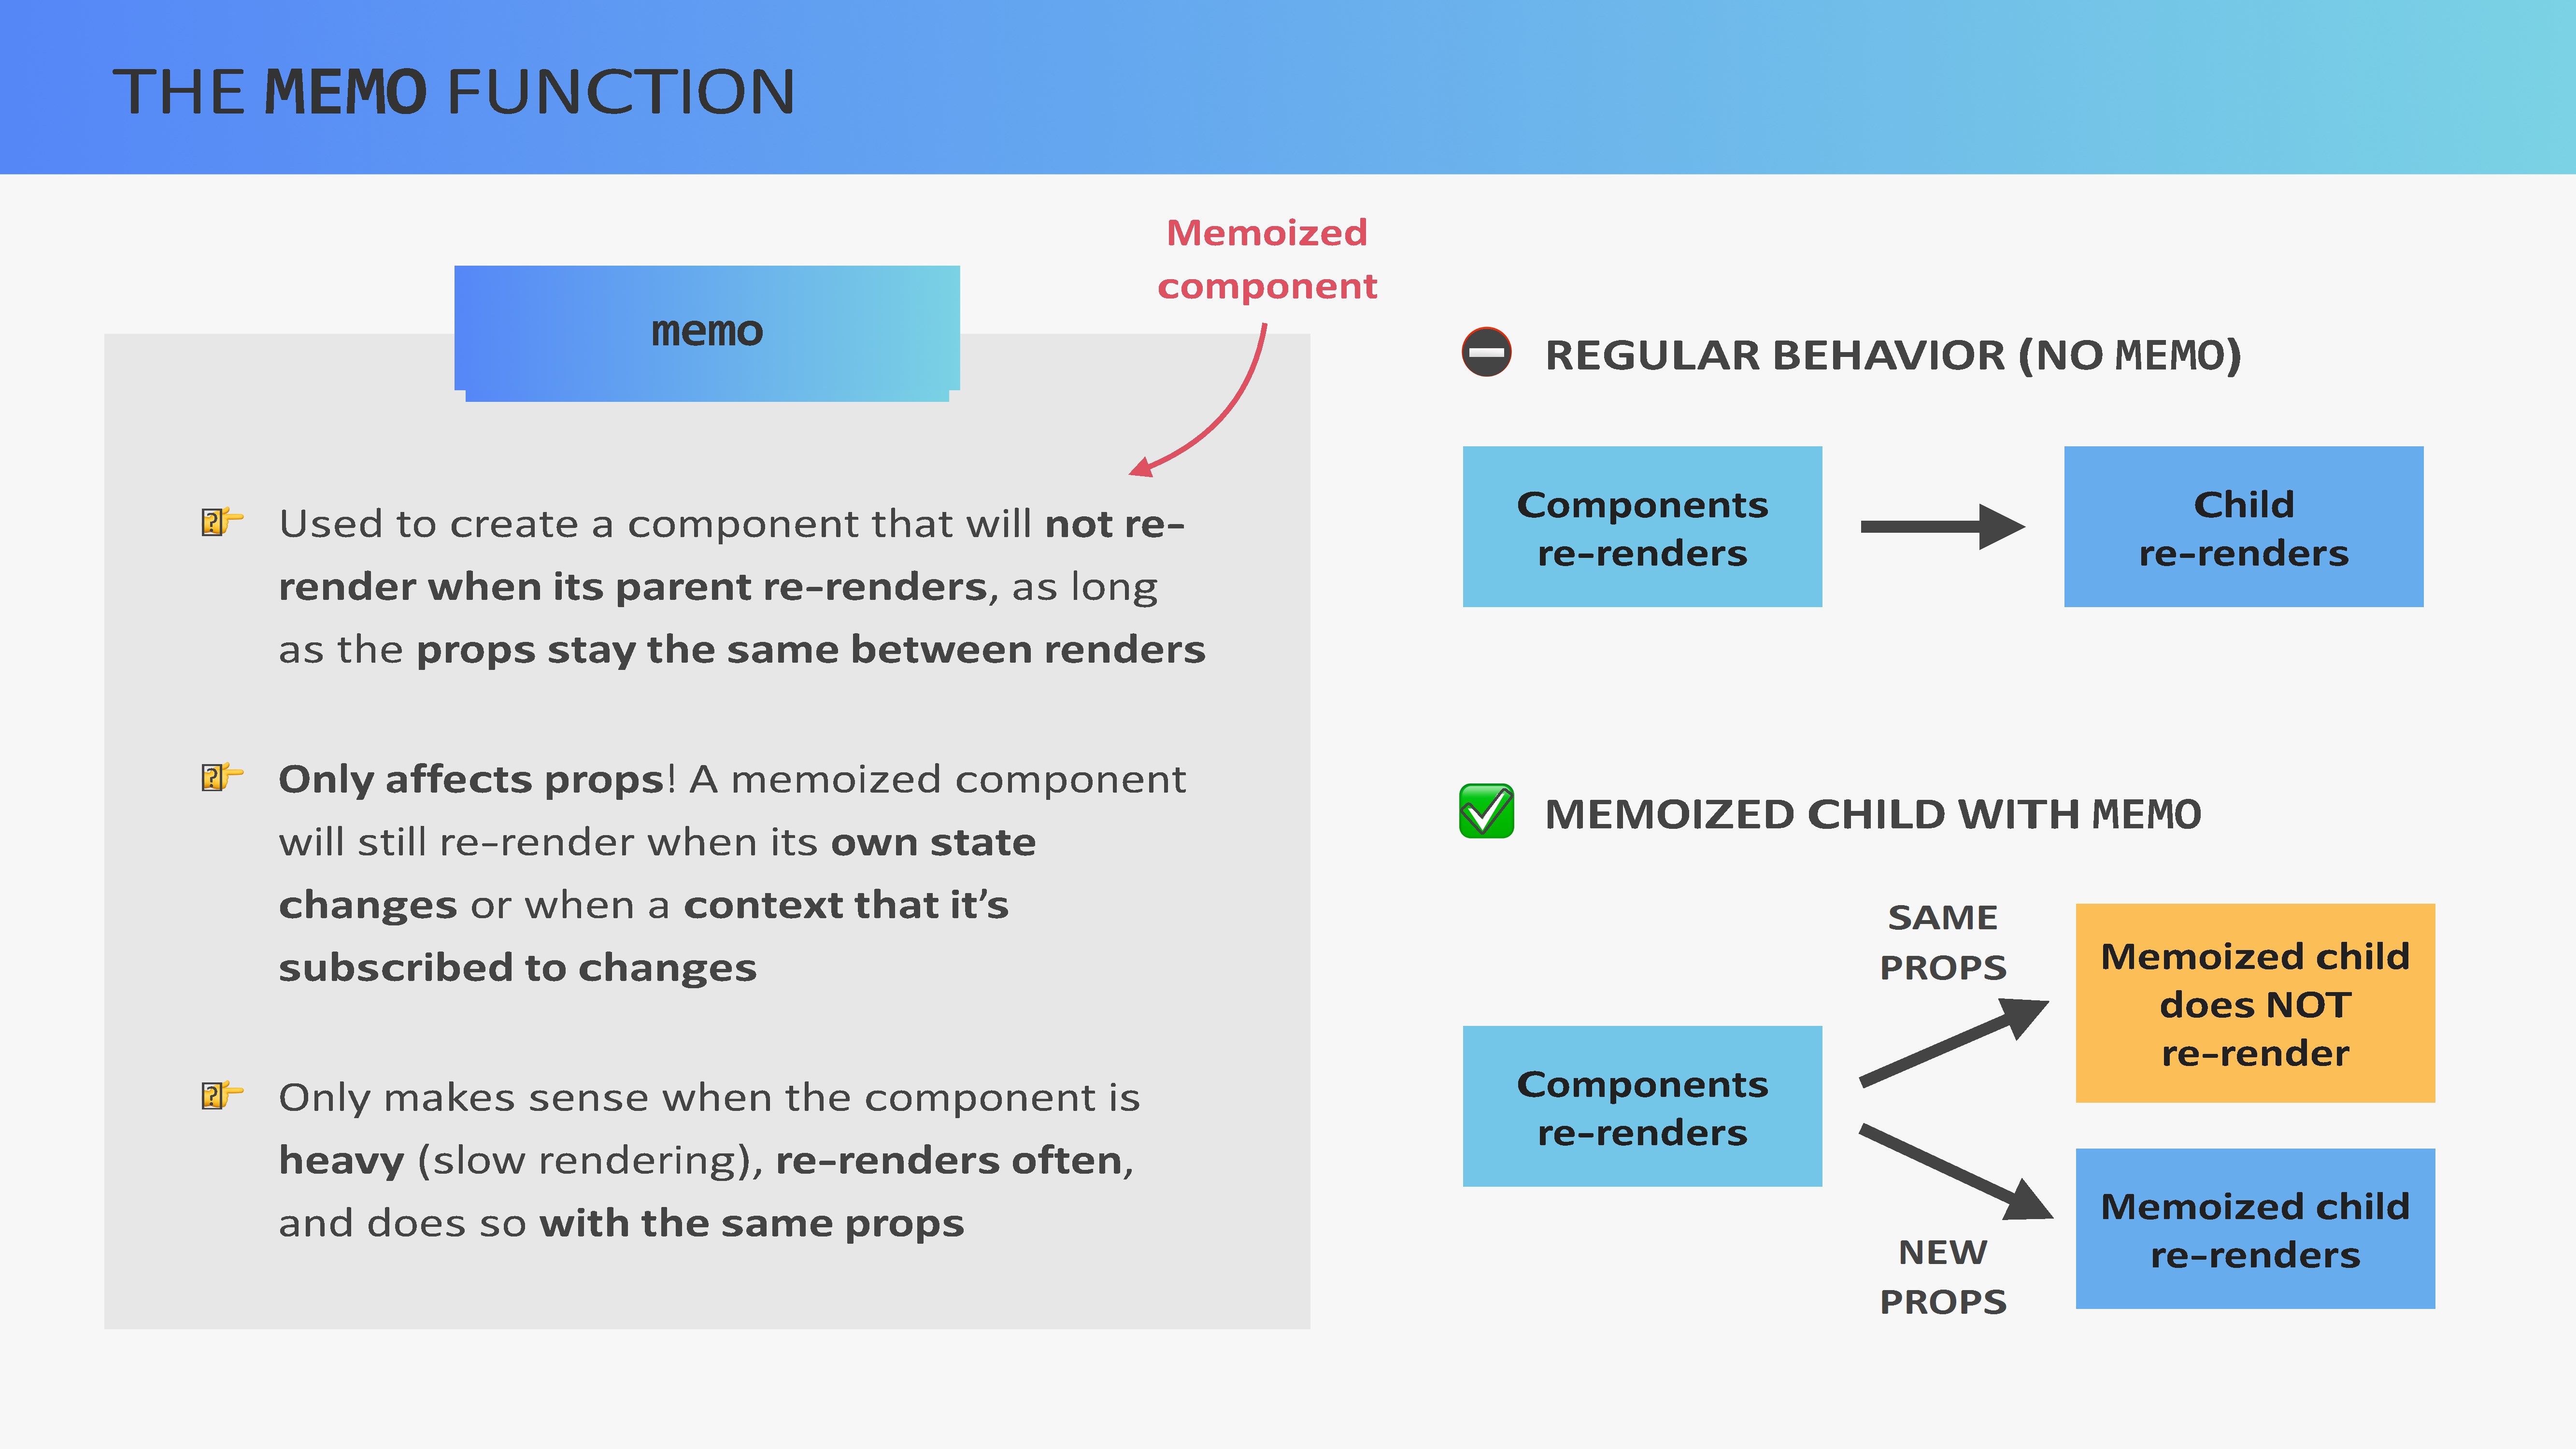 THE MEMO FUNCTION
Memoized
component
memo
Used to create a component that will not re-
render when its parent re-renders, as long
as the props stay the same between renders
Only affects props! A memoized component
will still re-render when its own state
changes or when a context that it’s
subscribed to changes
Only makes sense when the component is
heavy (slow rendering), re-renders often,
and does so with the same props
REGULAR BEHAVIOR (NO MEMO)
Components
re-renders
Child
re-renders
MEMOIZED CHILD WITH MEMO
Components
re-renders
SAME
PROPS
Memoized child
does NOT
re-render
NEW
PROPS
Memoized child
re-renders